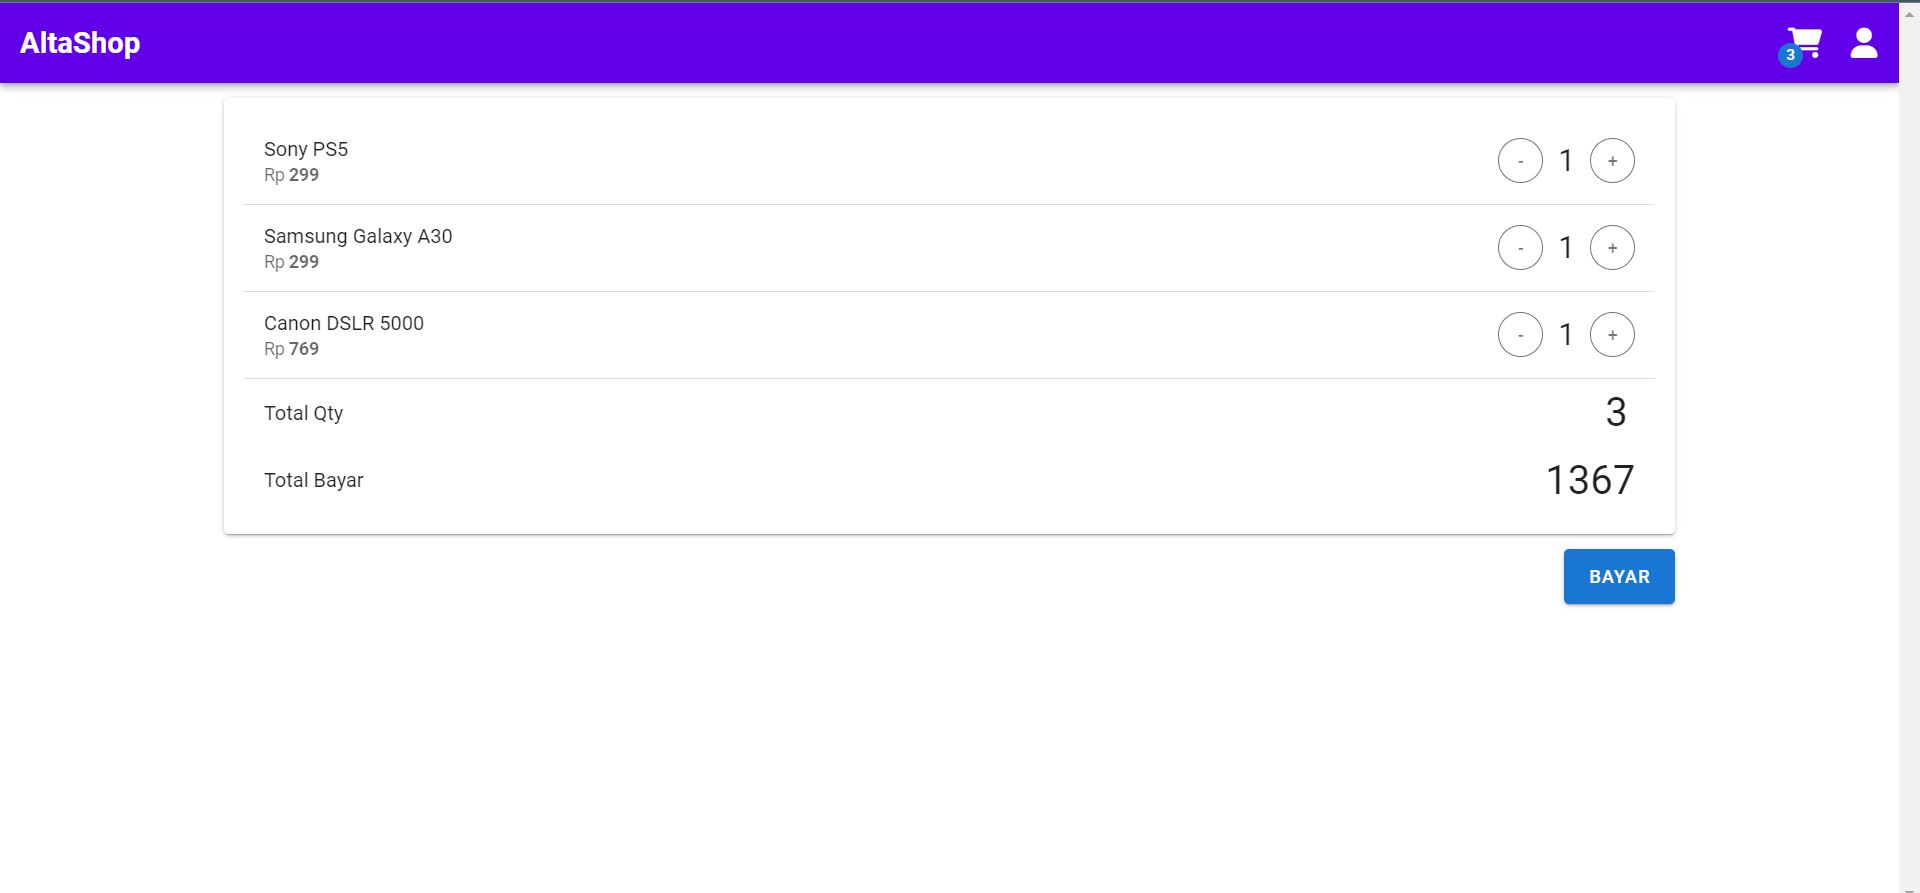 AltaShop
3
Sony PS5
Rp 299
- 1 +
Samsung Galaxy A30
Rp 299
- 1 +
Canon DSLR 5000
Rp 769
- 1 +
Total Qty 3
Total Bayar 1367
BAYAR